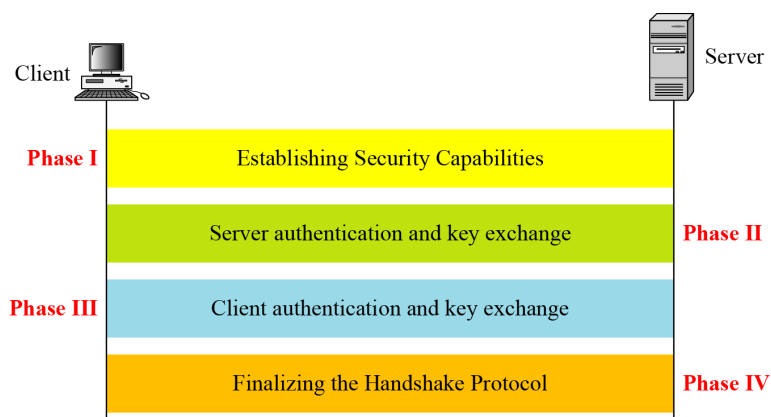 Client
Server
Phase I
Establishing Security Capabilities
Server authentication and key exchange
Phase II
Phase III
Client authentication and key exchange
Finalizing the Handshake Protocol
Phase IV